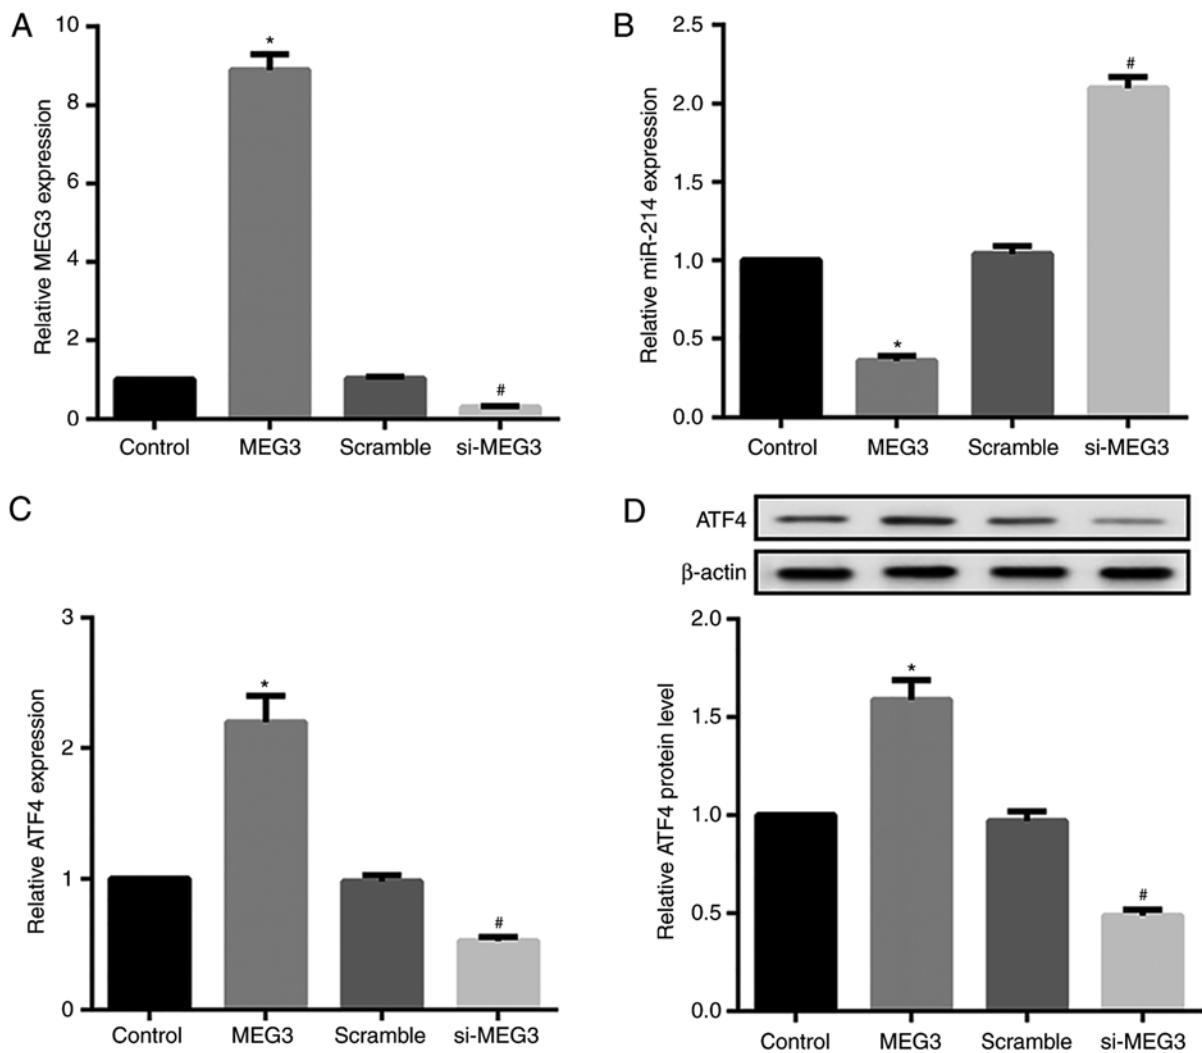 A
Relative MEG3 expression
10
8
6
4
2
0
*
#
Control MEG3 Scramble si-MEG3
B
Relative miR-214 expression
2.5
2.0
1.5
1.0
0.5
0.0
*
#
Control MEG3 Scramble si-MEG3
C
Relative ATF4 expression
3
2
1
0
*
#
Control MEG3 Scramble si-MEG3
D
ATF4
β-actin
Relative ATF4 protein level
2.0
1.5
1.0
0.5
0.0
*
#
Control MEG3 Scramble si-MEG3